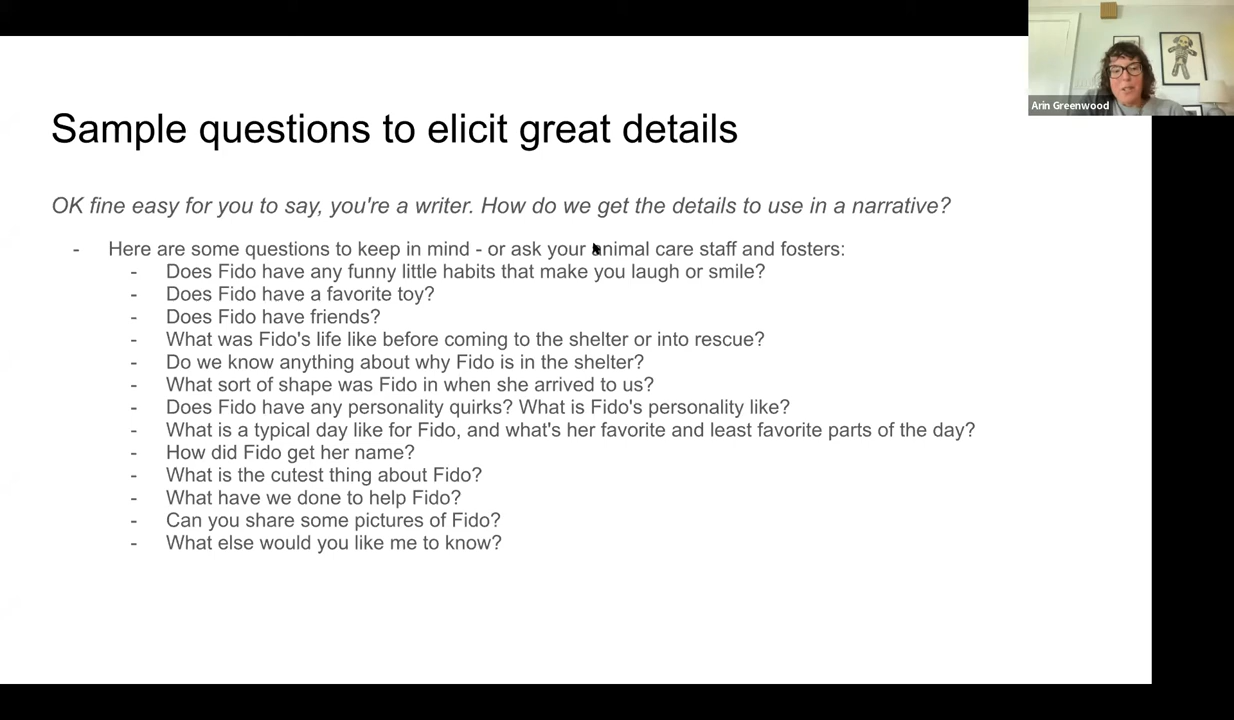 Arin Greenwood
Sample questions to elicit great details
OK fine easy for you to say, you're a writer. How do we get the details to use in a narrative?
- Here are some questions to keep in mind - or ask your animal care staff and fosters:
- Does Fido have any funny little habits that make you laugh or smile?
- Does Fido have a favorite toy?
- Does Fido have friends?
- What was Fido's life like before coming to the shelter or into rescue?
- Do we know anything about why Fido is in the shelter?
- What sort of shape was Fido in when she arrived to us?
- Does Fido have any personality quirks? What is Fido's personality like?
- What is a typical day like for Fido, and what's her favorite and least favorite parts of the day?
- How did Fido get her name?
- What is the cutest thing about Fido?
- What have we done to help Fido?
- Can you share some pictures of Fido?
- What else would you like me to know?